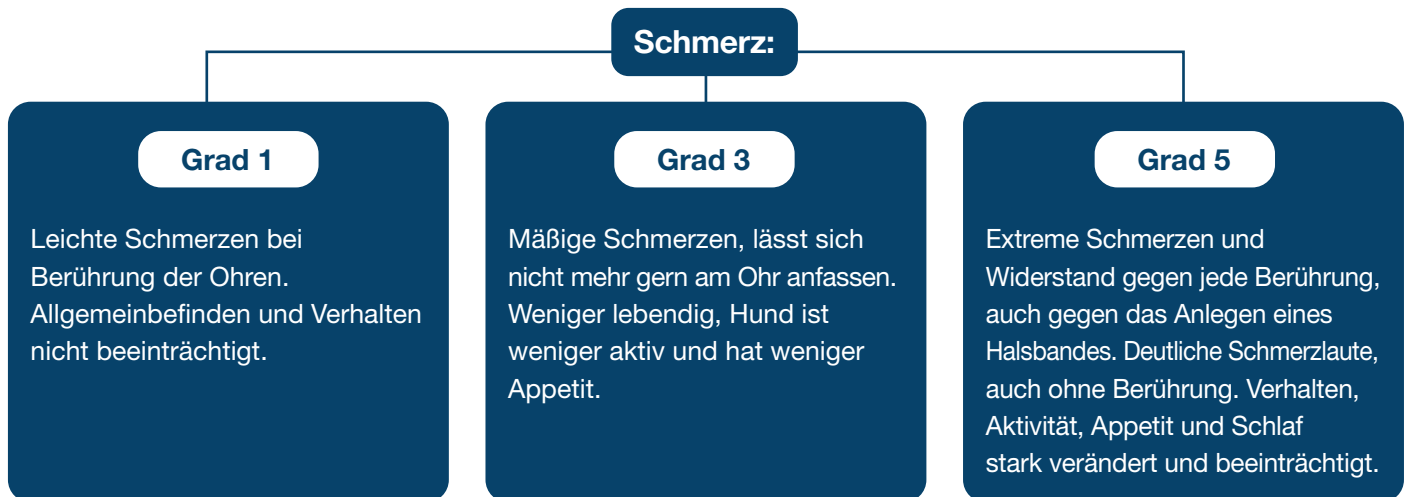 Schmerz:
Grad 1
Leichte Schmerzen bei
Berührung der Ohren.
Allgemeinbefinden und Verhalten
nicht beeinträchtigt.
Grad 3
Mäßige Schmerzen, lässt sich
nicht mehr gern am Ohr anfassen.
Weniger lebendig, Hund ist
weniger aktiv und hat weniger
Appetit.
Grad 5
Extreme Schmerzen und
Widerstand gegen jede Berührung,
auch gegen das Anlegen eines
Halsbandes. Deutliche Schmerzlaute,
auch ohne Berührung. Verhalten,
Aktivität, Appetit und Schlaf
stark verändert und beeinträchtigt.